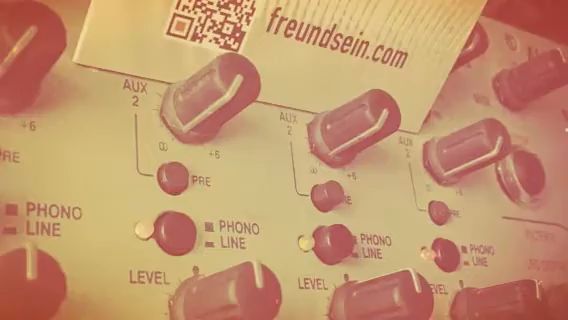 freundsein.com
AUX
2
+6
PRE
AUX
2
+6
AUX
2
+6
PHONO
LINE
PHONO
LINE
PHONO
LINE
PHONO
LINE
LEVEL
LEVEL